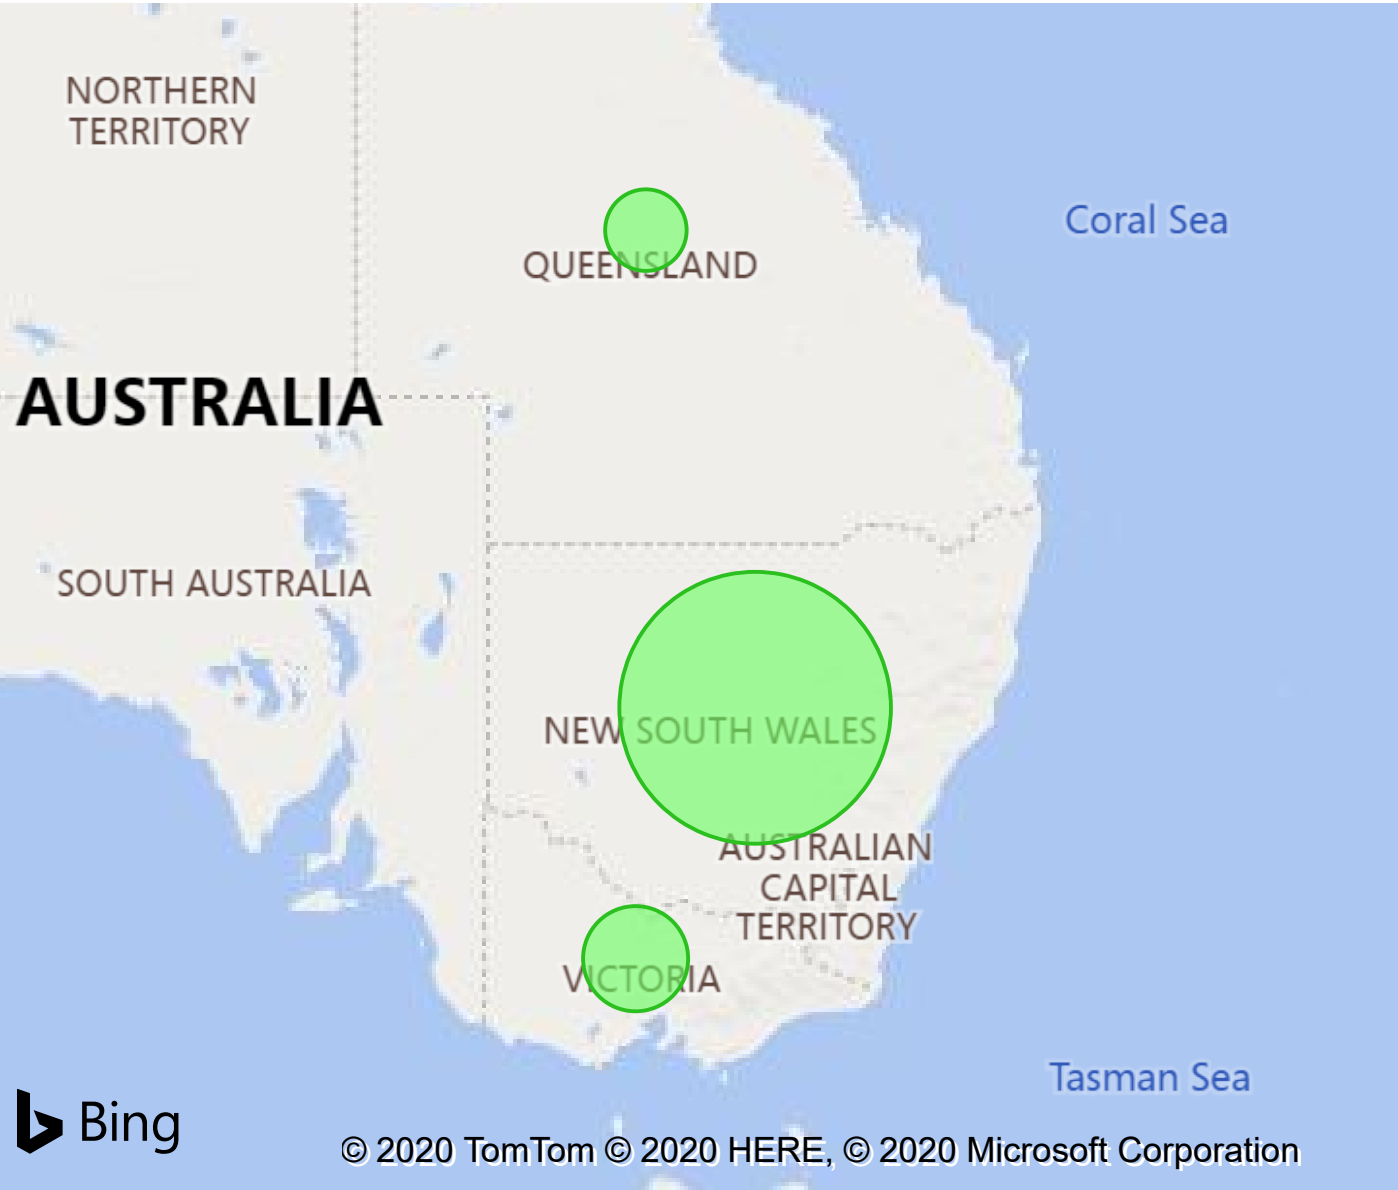 NORTHERN
TERRITORY
Coral Sea
QUEENSLAND
AUSTRALIA
SOUTH AUSTRALIA
NEW SOUTH WALES
AUSTRALIAN
CAPITAL
TERRITORY
VICTORIA
Tasman Sea
Bing
© 2020 TomTom © 2020 HERE, © 2020 Microsoft Corporation